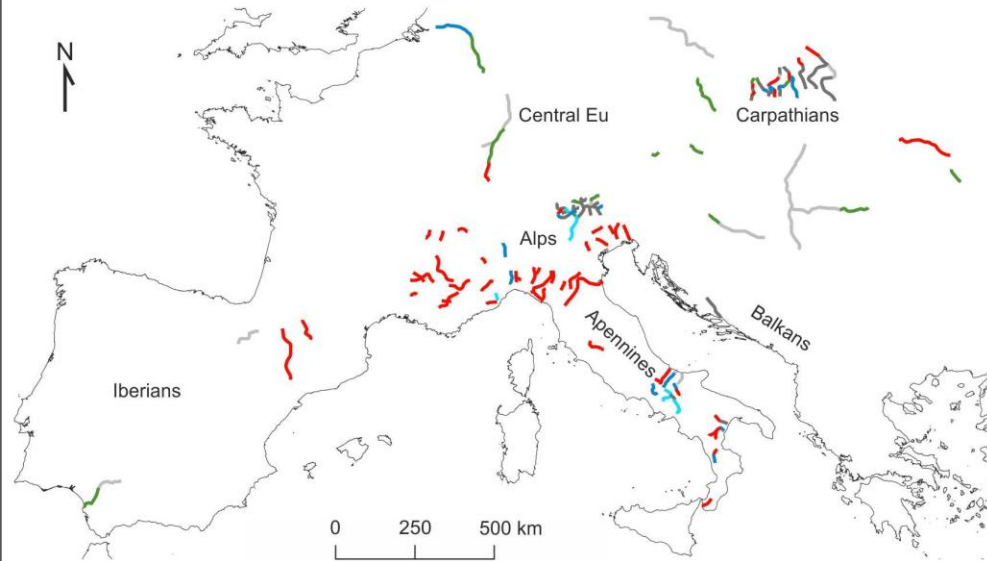 N
Central Eu
Carpathians
Alps
Balkans
Apennines
Iberians
0 250 500 km